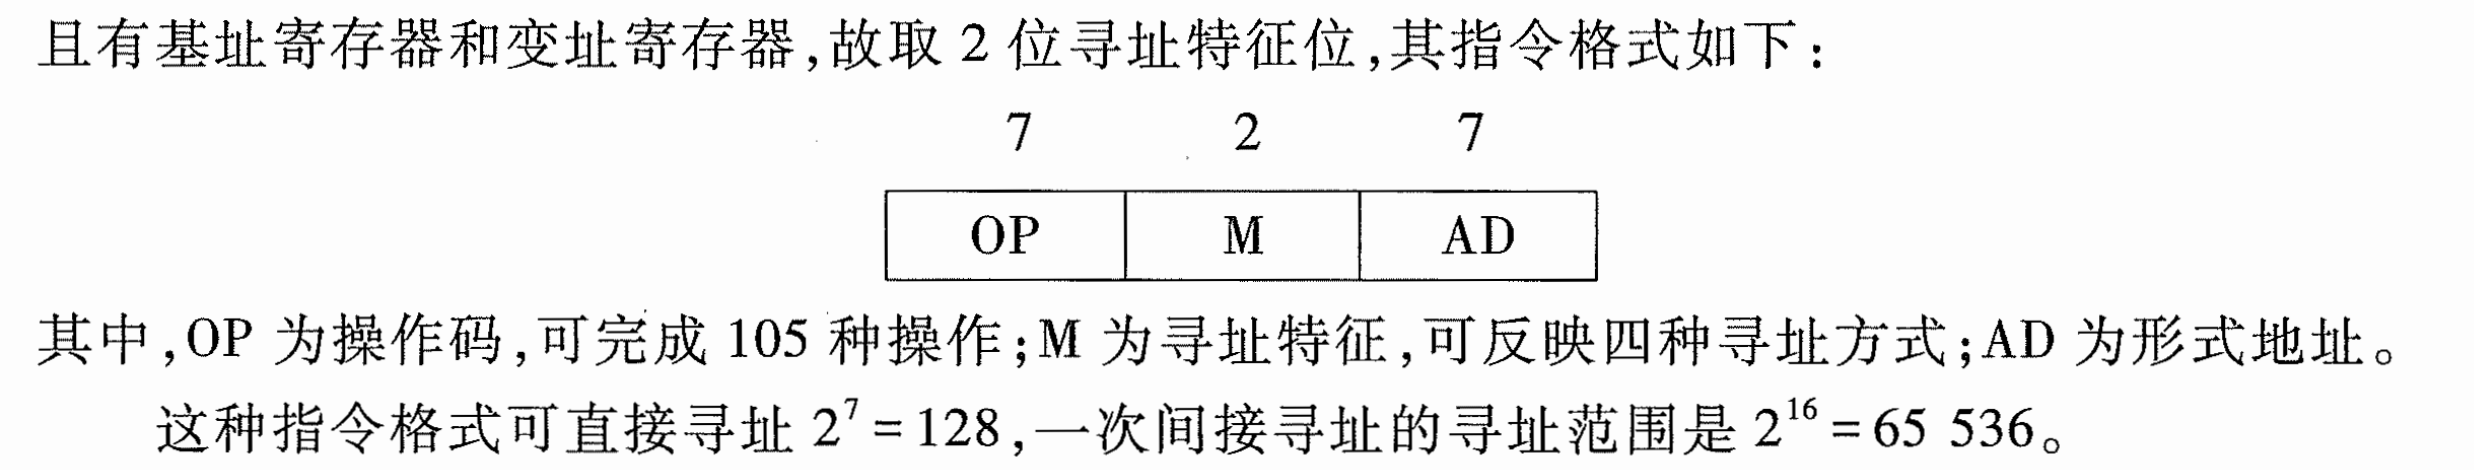 且有基址寄存器和变址寄存器,故取 2 位寻址特征位,其指令格式如下:
7 2 7
OP M AD
其中,OP 为操作码,可完成 105 种操作;M 为寻址特征,可反映四种寻址方式;AD 为形式地址。
这种指令格式可直接寻址 2⁷ = 128,一次间接寻址的寻址范围是 2¹⁶ = 65 536。